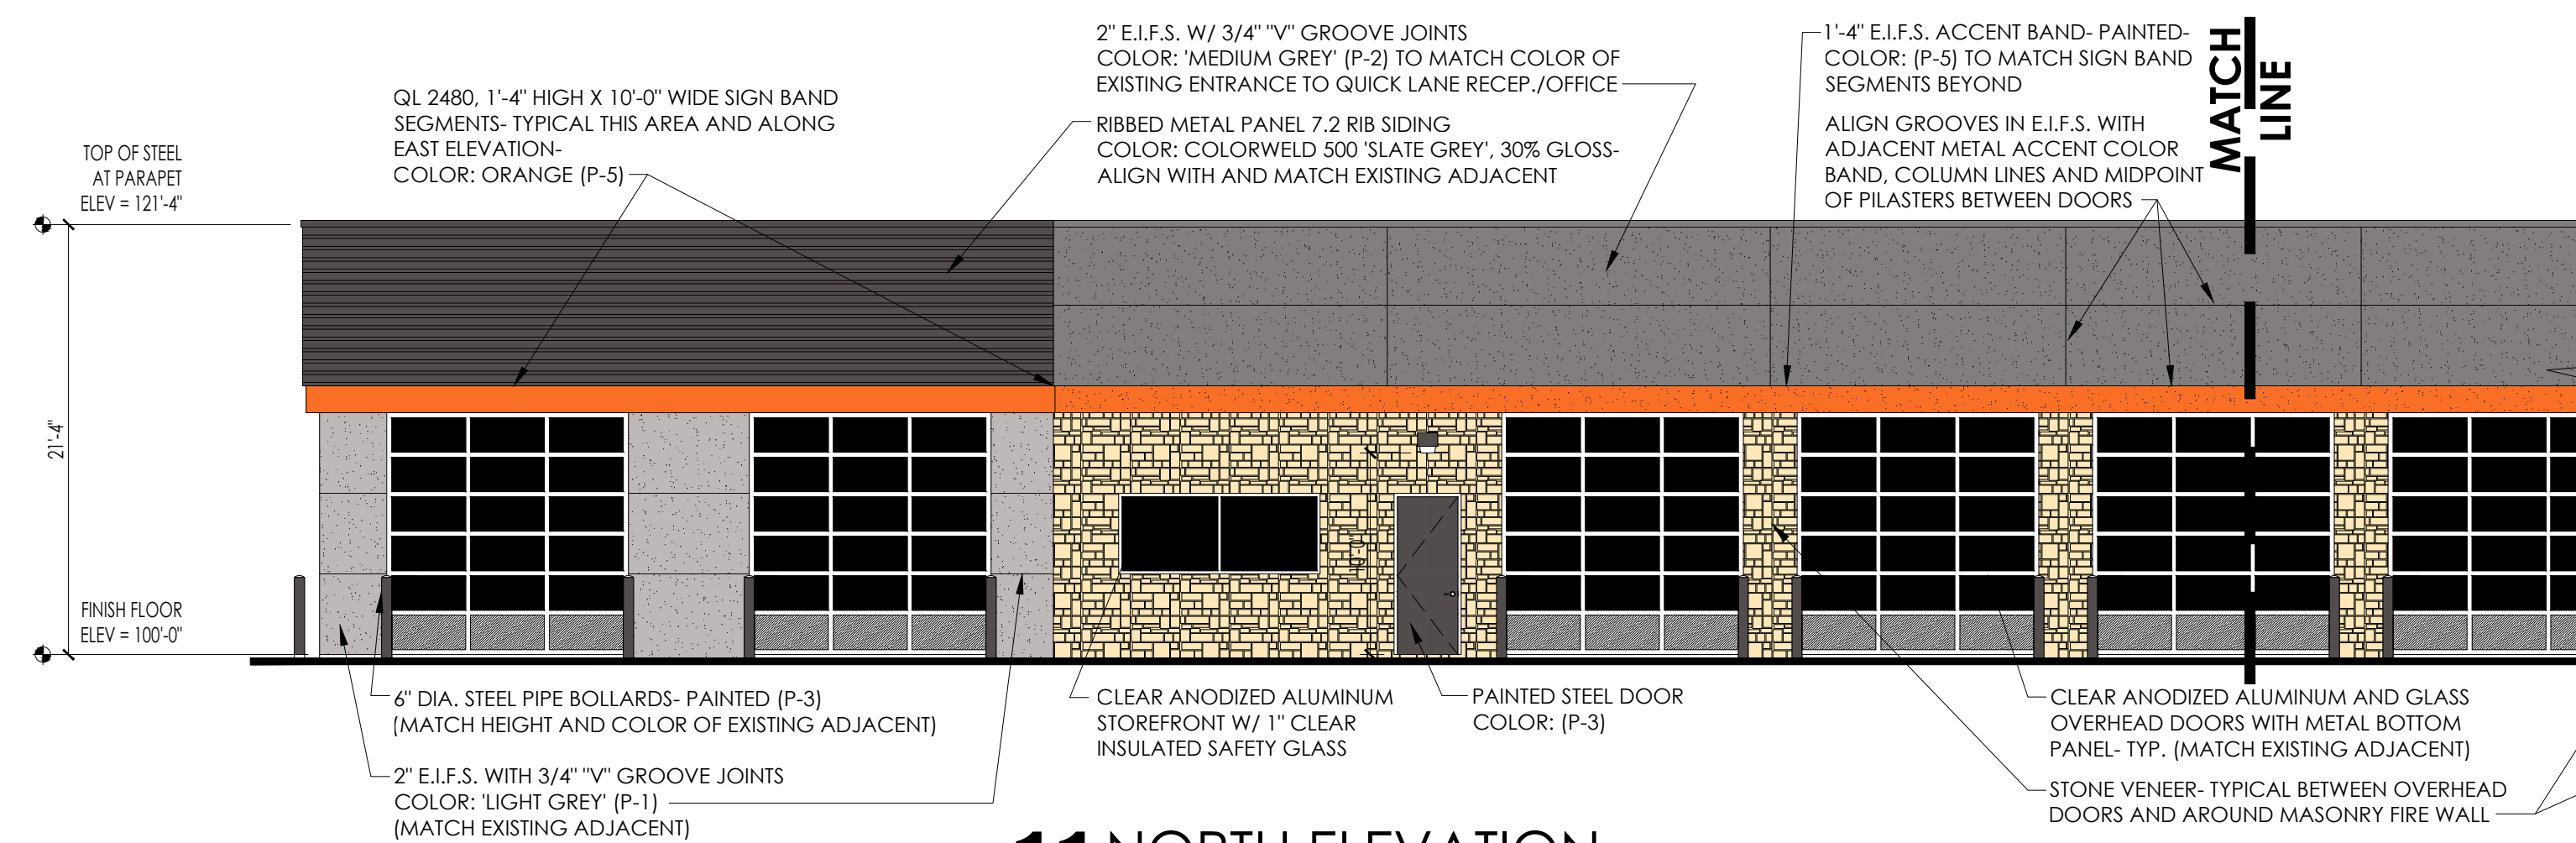 2" E.I.F.S. W/ 3/4" "V" GROOVE JOINTS
COLOR: 'MEDIUM GREY' (P-2) TO MATCH COLOR OF
EXISTING ENTRANCE TO QUICK LANE RECEP./OFFICE
1'-4" E.I.F.S. ACCENT BAND- PAINTED-
COLOR: (P-5) TO MATCH SIGN BAND
SEGMENTS BEYOND
MATCH
LINE
QL 2480, 1'-4" HIGH X 10'-0" WIDE SIGN BAND
SEGMENTS- TYPICAL THIS AREA AND ALONG
EAST ELEVATION-
COLOR: ORANGE (P-5)
RIBBED METAL PANEL 7.2 RIB SIDING
COLOR: COLORWELD 500 'SLATE GREY', 30% GLOSS-
ALIGN WITH AND MATCH EXISTING ADJACENT
ALIGN GROOVES IN E.I.F.S. WITH
ADJACENT METAL ACCENT COLOR
BAND, COLUMN LINES AND MIDPOINT
OF PILASTERS BETWEEN DOORS
TOP OF STEEL
AT PARAPET
ELEV = 121'-4"
21'-4"
10'-0"
FINISH FLOOR
ELEV = 100'-0"
6" DIA. STEEL PIPE BOLLARDS- PAINTED (P-3)
(MATCH HEIGHT AND COLOR OF EXISTING ADJACENT)
2" E.I.F.S. WITH 3/4" "V" GROOVE JOINTS
COLOR: 'LIGHT GREY' (P-1)
(MATCH EXISTING ADJACENT)
CLEAR ANODIZED ALUMINUM
STOREFRONT W/ 1" CLEAR
INSULATED SAFETY GLASS
PAINTED STEEL DOOR
COLOR: (P-3)
CLEAR ANODIZED ALUMINUM AND GLASS
OVERHEAD DOORS WITH METAL BOTTOM
PANEL- TYP. (MATCH EXISTING ADJACENT)
STONE VENEER- TYPICAL BETWEEN OVERHEAD
DOORS AND AROUND MASONRY FIRE WALL
11 NORTH ELEVATION